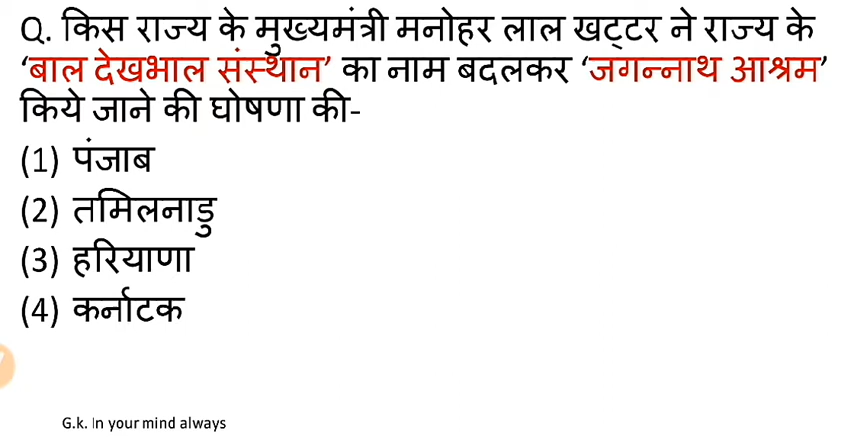 Q. किस राज्य के मुख्यमंत्री मनोहर लाल खट्टर ने राज्य के
‘बाल देखभाल संस्थान’ का नाम बदलकर ‘जगन्नाथ आश्रम’
किये जाने की घोषणा की-
(1) पंजाब
(2) तमिलनाडु
(3) हरियाणा
(4) कर्नाटक
G.k. In your mind always